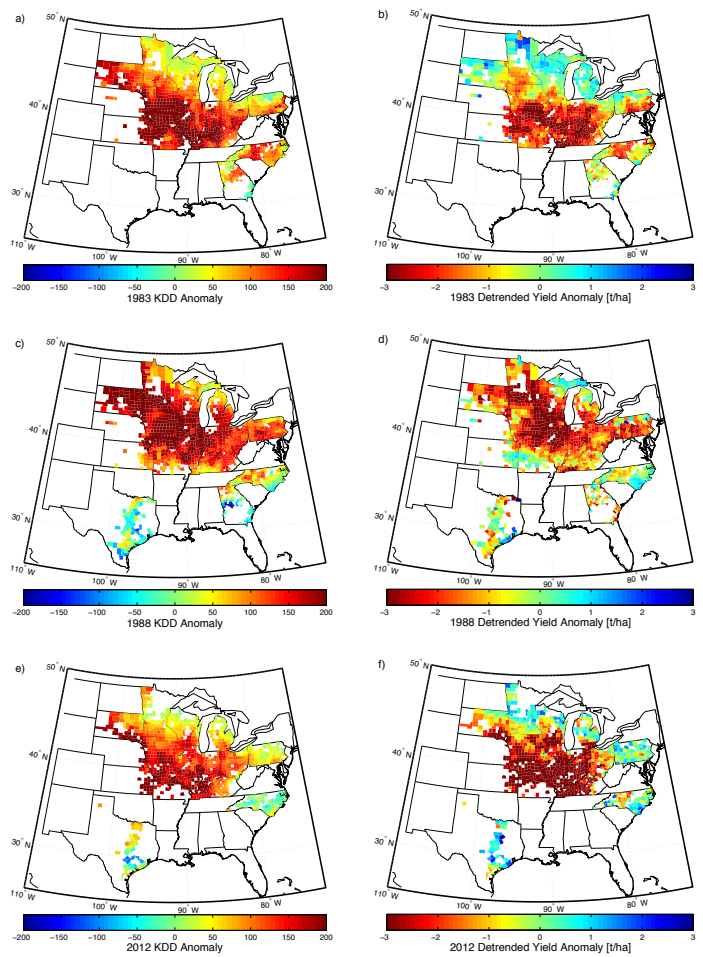 a)
50° N
40° N
30° N
110° W
100° W
90° W
80° W
−200 −150 −100 −50 0 50 100 150 200
1983 KDD Anomaly
b)
50° N
40° N
30° N
110° W
100° W
90° W
80° W
−3 −2 −1 0 1 2 3
1983 Detrended Yield Anomaly [t/ha]
c)
50° N
40° N
30° N
110° W
100° W
90° W
80° W
−200 −150 −100 −50 0 50 100 150 200
1988 KDD Anomaly
d)
50° N
40° N
30° N
110° W
100° W
90° W
80° W
−3 −2 −1 0 1 2 3
1988 Detrended Yield Anomaly [t/ha]
e)
50° N
40° N
30° N
110° W
100° W
90° W
80° W
−200 −150 −100 −50 0 50 100 150 200
2012 KDD Anomaly
f)
50° N
40° N
30° N
110° W
100° W
90° W
80° W
−3 −2 −1 0 1 2 3
2012 Detrended Yield Anomaly [t/ha]